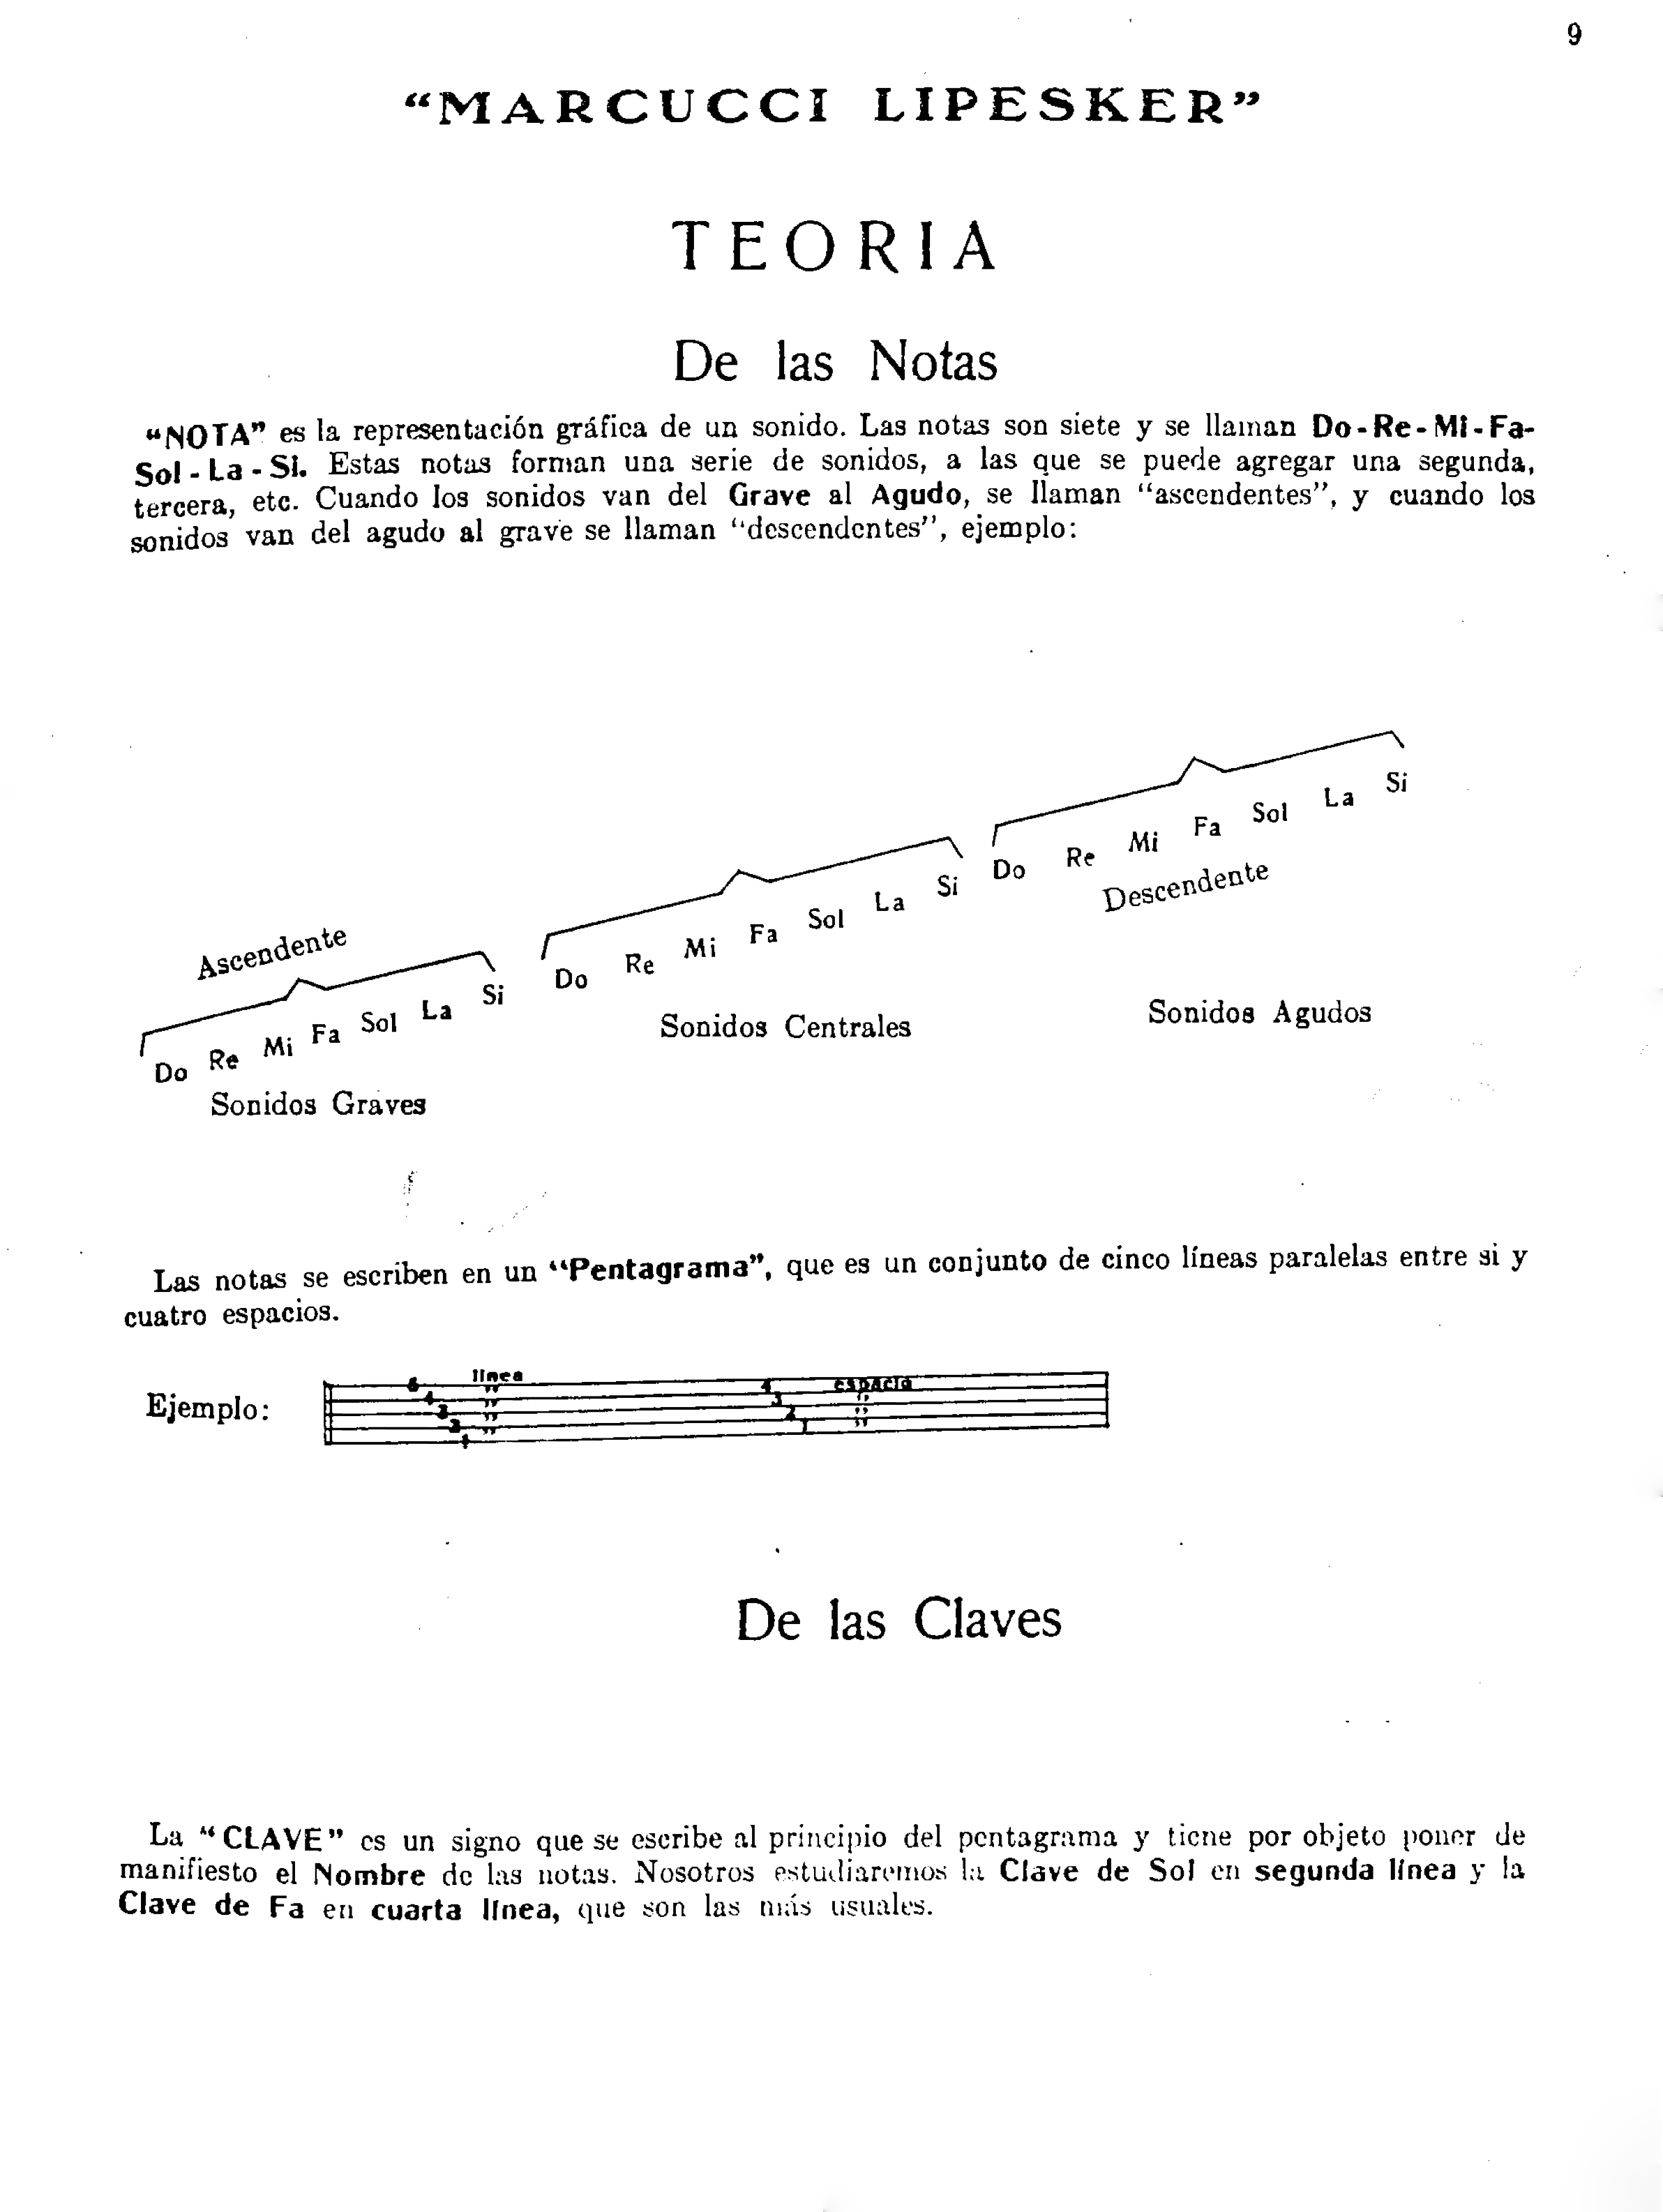 9
“MARCUCCI LIPESKER”
TEORIA
De las Notas
“NOTA” es la representación gráfica de un sonido. Las notas son siete y se llaman Do - Re - Mi - Fa-
Sol - La - Si. Estas notas forman una serie de sonidos, a las que se puede agregar una segunda,
tercera, etc. Cuando los sonidos van del Grave al Agudo, se llaman “ascendentes”, y cuando los
sonidos van del agudo al grave se llaman “descendentes”, ejemplo:
Ascendente
Do Re Mi Fa Sol La Si
Sonidos Graves
Do Re Mi Fa Sol La Si
Sonidos Centrales
Do Re Mi Fa Sol La Si
Descendente
Sonidos Agudos
Las notas se escriben en un “Pentagrama”, que es un conjunto de cinco líneas paralelas entre si y
cuatro espacios.
Ejemplo:
5 línea 4 espacio
4 ” 3 ”
3 ” 2 ”
2 ” 1 ”
1
De las Claves
La “CLAVE” es un signo que se escribe al principio del pentagrama y tiene por objeto poner de
manifiesto el Nombre de las notas. Nosotros estudiaremos la Clave de Sol en segunda línea y la
Clave de Fa en cuarta línea, que son las más usuales.